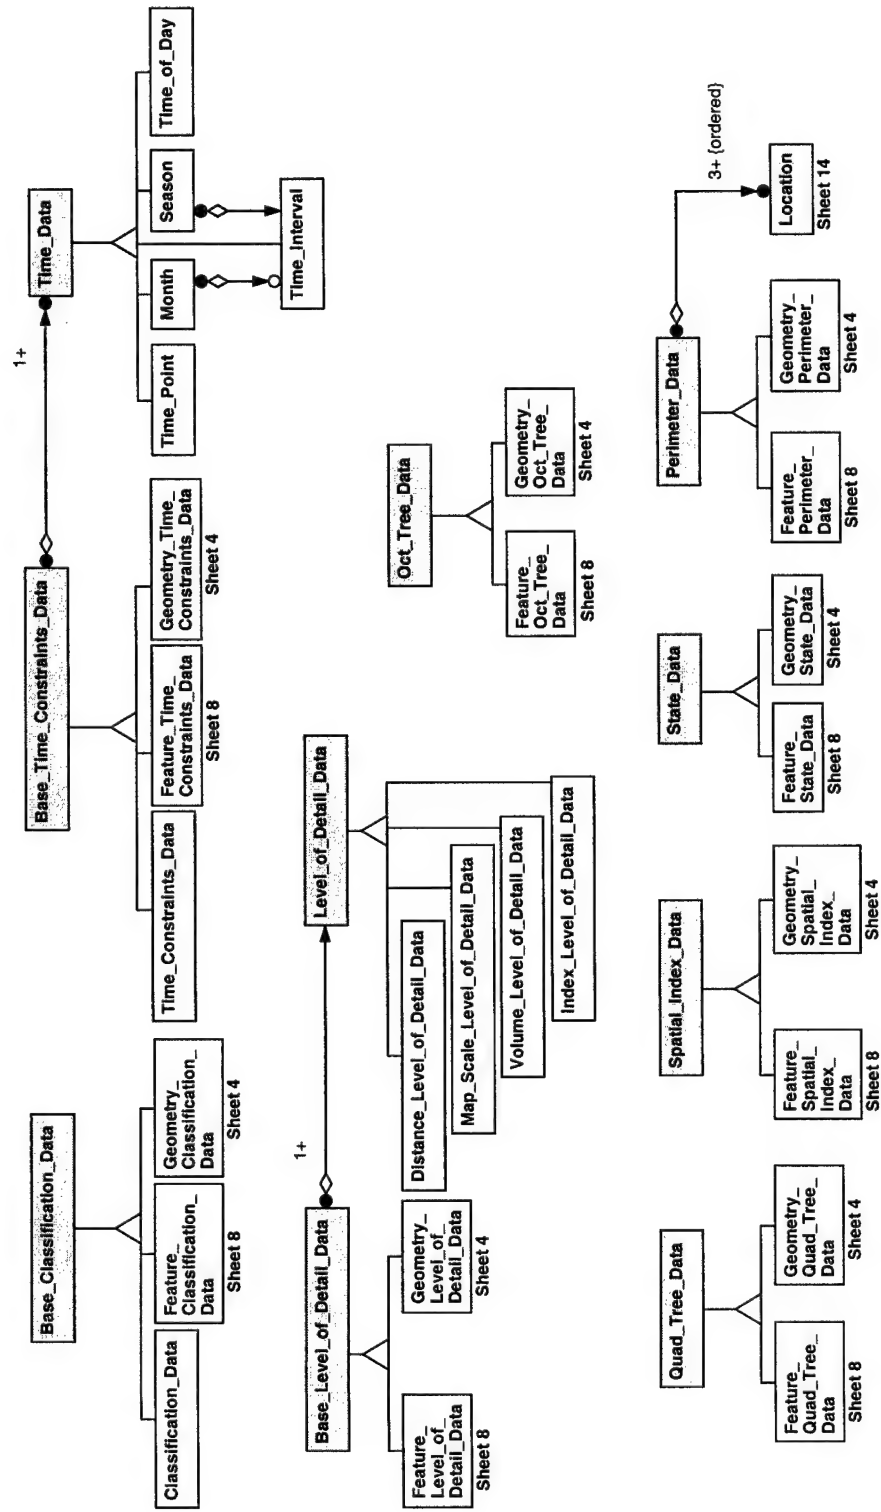 Base_Classification_Data
Classification_Data
Feature_
Classification_
Data
Sheet 8
Geometry_
Classification_
Data
Sheet 4
Base_Time_Constraints_Data
1+
Time_Constraints_Data
Feature_Time_
Constraints_Data
Sheet 8
Geometry_Time_
Constraints_Data
Sheet 4
Time_Data
Time_Point
Month
Season
Time_of_Day
Time_Interval
Base_Level_of_Detail_Data
1+
Feature_
Level_of_
Detail_Data
Sheet 8
Geometry_
Level_of_
Detail_Data
Sheet 4
Level_of_Detail_Data
Distance_Level_of_Detail_Data
Map_Scale_Level_of_Detail_Data
Volume_Level_of_Detail_Data
Index_Level_of_Detail_Data
Oct_Tree_Data
Feature_
Oct_Tree_
Data
Sheet 8
Geometry_
Oct_Tree_
Data
Sheet 4
Quad_Tree_Data
Feature_
Quad_Tree_
Data
Sheet 8
Geometry_
Quad_Tree_
Data
Sheet 4
Spatial_Index_Data
Feature_
Spatial_
Index_
Data
Sheet 8
Geometry_
Spatial_
Index_
Data
Sheet 4
State_Data
Feature_
State_Data
Sheet 8
Geometry_
State_Data
Sheet 4
Perimeter_Data
3+ {ordered}
Feature_
Perimeter_
Data
Sheet 8
Geometry_
Perimeter_
Data
Sheet 4
Location
Sheet 14